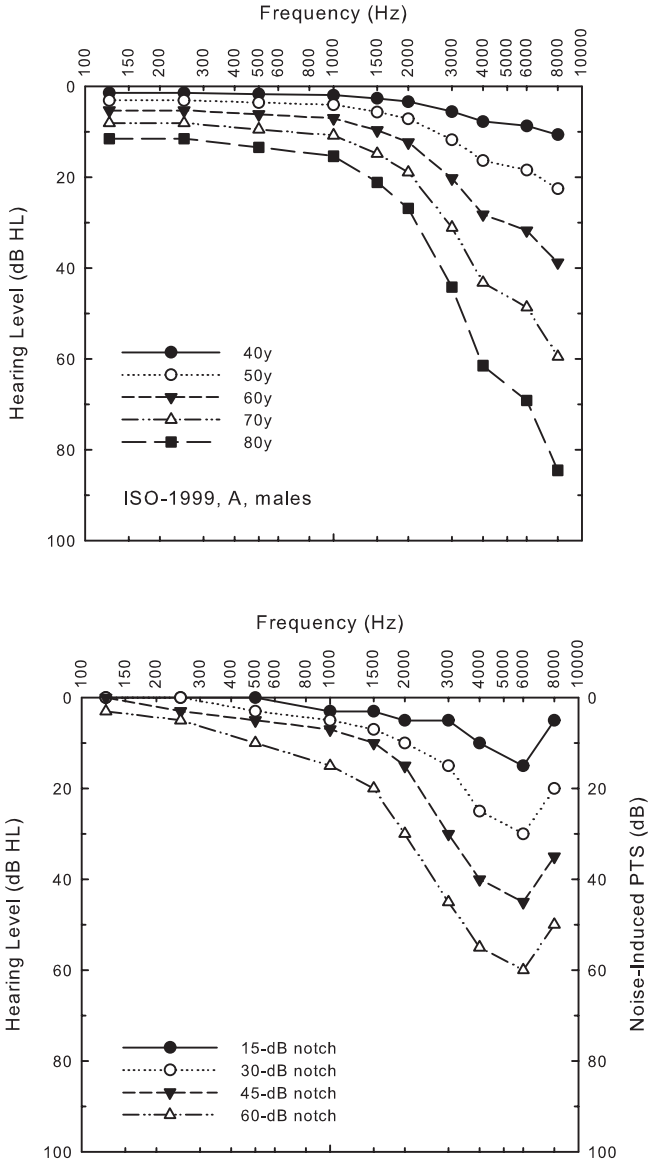 Frequency (Hz)
100 150 200 300 400 500 600 1000 1500 2000 3000 4000 5000 6000 8000 10000
0
20
40
60
80
100
Hearing Level (dB HL)
40y
50y
60y
70y
80y
ISO-1999, A, males
Frequency (Hz)
100 150 200 300 400 500 600 1000 1500 2000 3000 4000 5000 6000 8000 10000
0 0
20 20
40 40
60 60
80 80
100
Hearing Level (dB HL)
Noise-Induced PTS (dB)
15-dB notch
30-dB notch
45-dB notch
60-dB notch